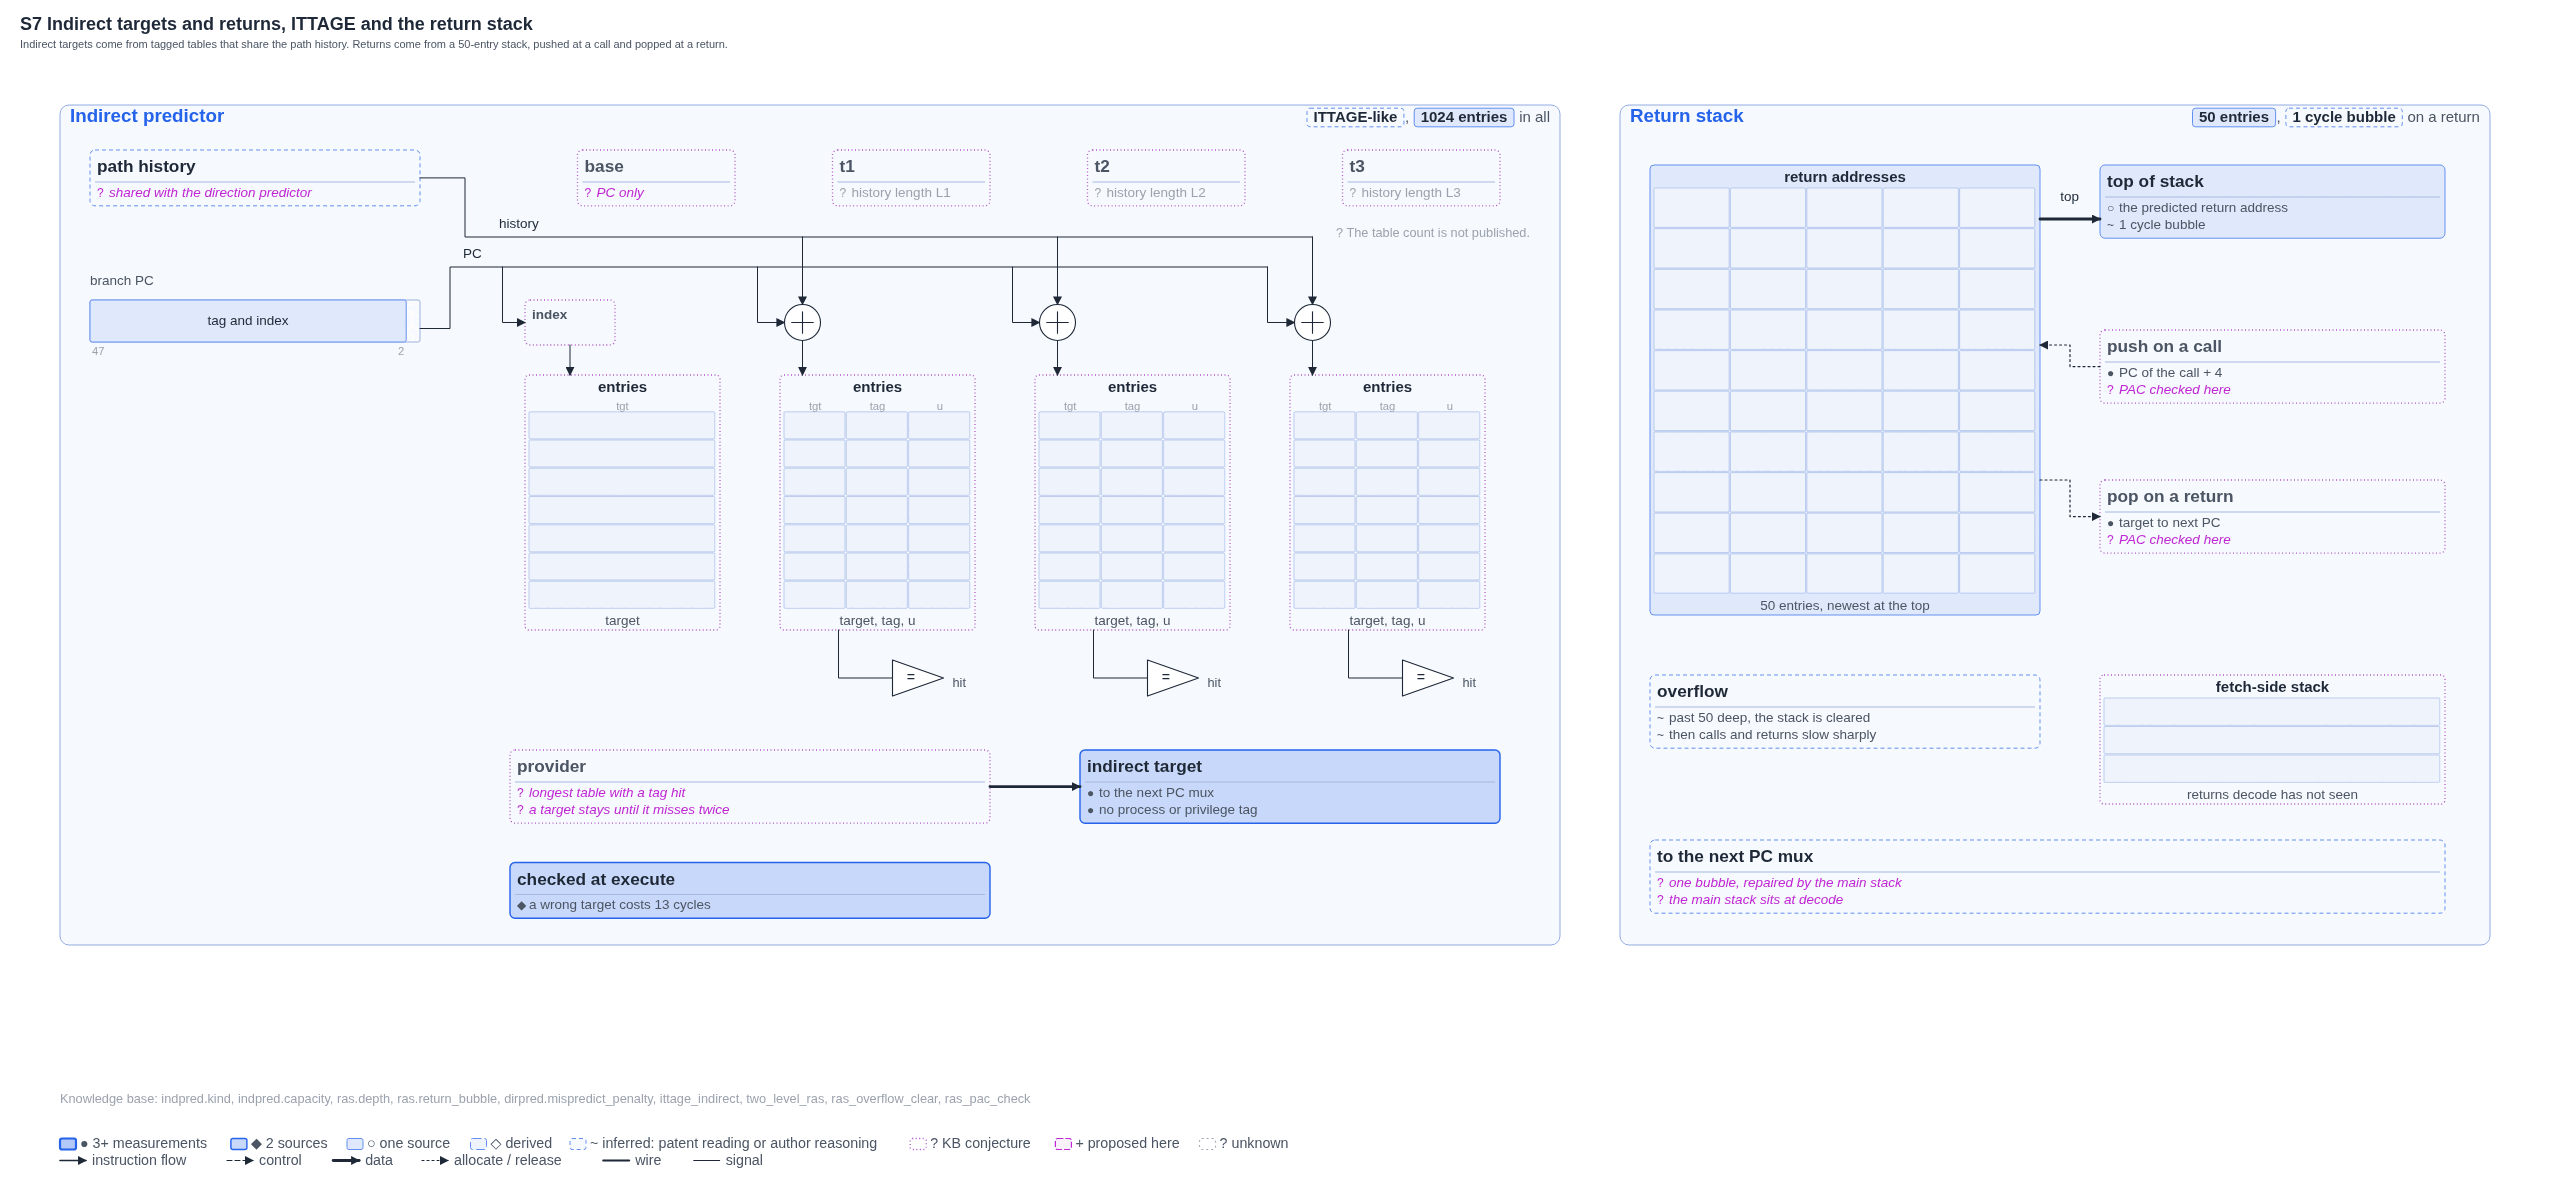 S7 Indirect targets and returns, ITTAGE and the return stack
Indirect targets come from tagged tables that share the path history. Returns come from a 50-entry stack, pushed at a call and popped at a return.
Indirect predictor
ITTAGE-like, 1024 entries in all
path history
? shared with the direction predictor
base
? PC only
t1
? history length L1
t2
? history length L2
t3
? history length L3
history
? The table count is not published.
PC
branch PC
tag and index
47 2
index
entries
tgt
target
entries
tgt tag u
target, tag, u
entries
tgt tag u
target, tag, u
entries
tgt tag u
target, tag, u
= hit
= hit
= hit
provider
? longest table with a tag hit
? a target stays until it misses twice
indirect target
● to the next PC mux
● no process or privilege tag
checked at execute
◆ a wrong target costs 13 cycles
Return stack
50 entries, 1 cycle bubble on a return
return addresses
50 entries, newest at the top
top
top of stack
○ the predicted return address
~ 1 cycle bubble
push on a call
● PC of the call + 4
? PAC checked here
pop on a return
● target to next PC
? PAC checked here
overflow
~ past 50 deep, the stack is cleared
~ then calls and returns slow sharply
fetch-side stack
returns decode has not seen
to the next PC mux
? one bubble, repaired by the main stack
? the main stack sits at decode
Knowledge base: indpred.kind, indpred.capacity, ras.depth, ras.return_bubble, dirpred.mispredict_penalty, ittage_indirect, two_level_ras, ras_overflow_clear, ras_pac_check
● 3+ measurements ◆ 2 sources ○ one source ◇ derived ~ inferred: patent reading or author reasoning ? KB conjecture + proposed here ? unknown
instruction flow control data allocate / release wire signal